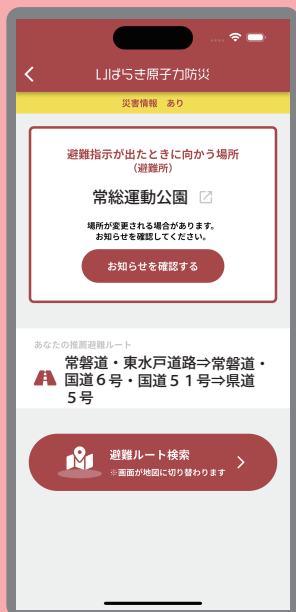 いばらき原子力防災
災害情報 あり
避難指示が出たときに向かう場所
（避難所）
常総運動公園
場所が変更される場合があります。
お知らせを確認してください。
お知らせを確認する
あなたの推薦避難ルート
常磐道・東水戸道路⇒常磐道・
国道６号・国道５１号⇒県道
５号
避難ルート検索
※画面が地図に切り替わります